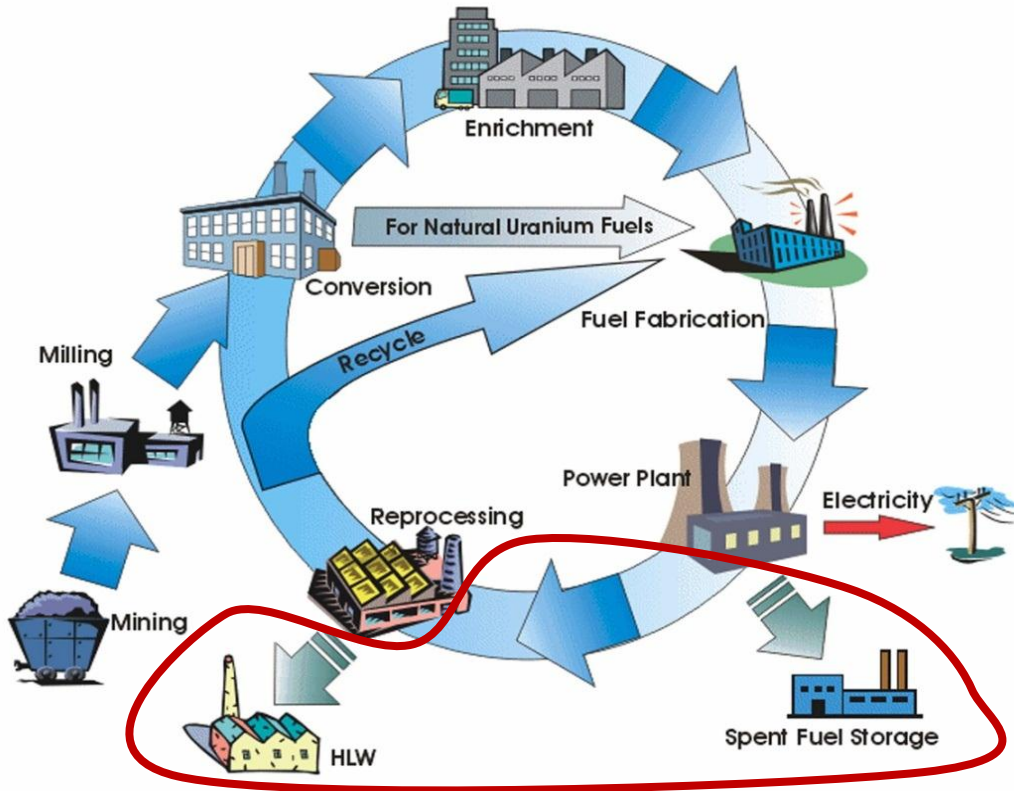 Enrichment
For Natural Uranium Fuels
Conversion
Fuel Fabrication
Recycle
Milling
Power Plant
Electricity
Reprocessing
Mining
Spent Fuel Storage
HLW